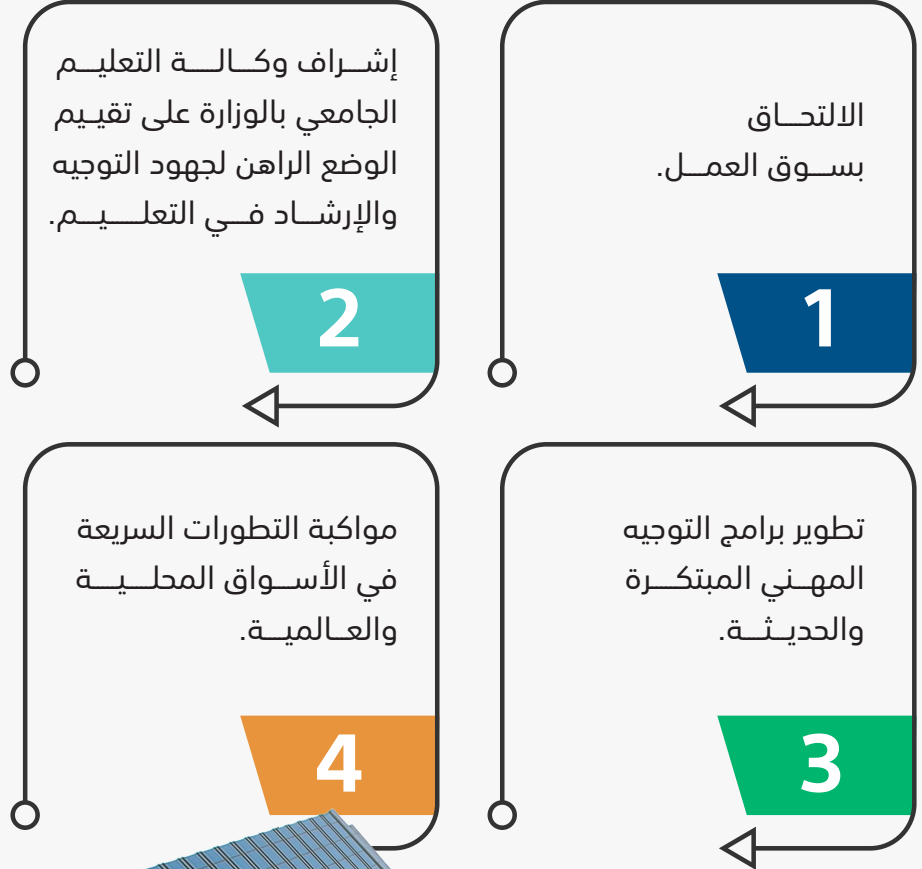 الالتحاق
بسوق العمل.
1
إشراف وكالة التعليم
الجامعي بالوزارة على تقييم
الوضع الراهن لجهود التوجيه
والإرشاد في التعليم.
2
تطوير برامج التوجيه
المهني المبتكرة
والحديثة.
3
مواكبة التطورات السريعة
في الأسواق المحلية
والعالمية.
4